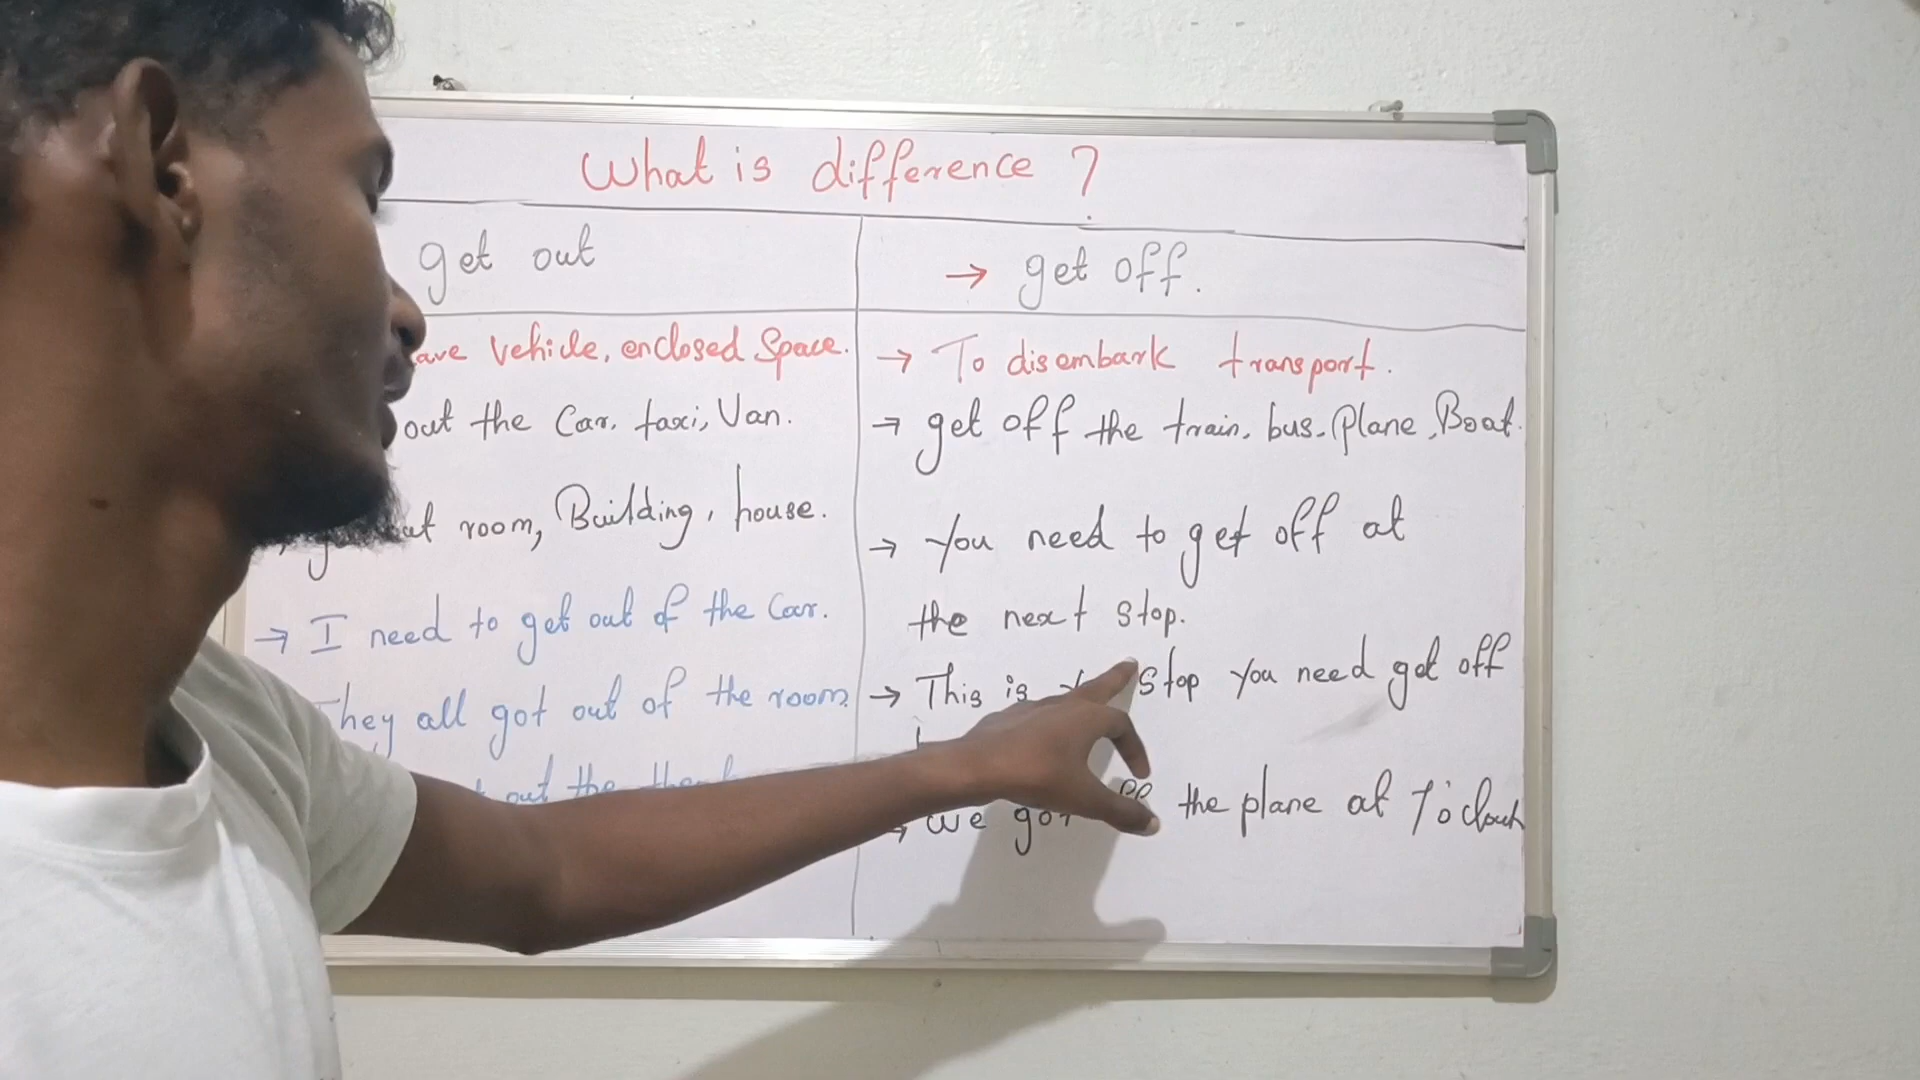 What is difference ?
get out
→ get off.
ave vehicle, enclosed Space.
out the Car, taxi, Van.
room, Building, house.
→ I need to get out of the Car.
They all got out of the room.
out the the
→ To disembark transport.
→ get off the train, bus, Plane, Boat.
→ You need to get off at
the next stop.
→ This is stop you need get off
→ we got the plane at 7'o clock